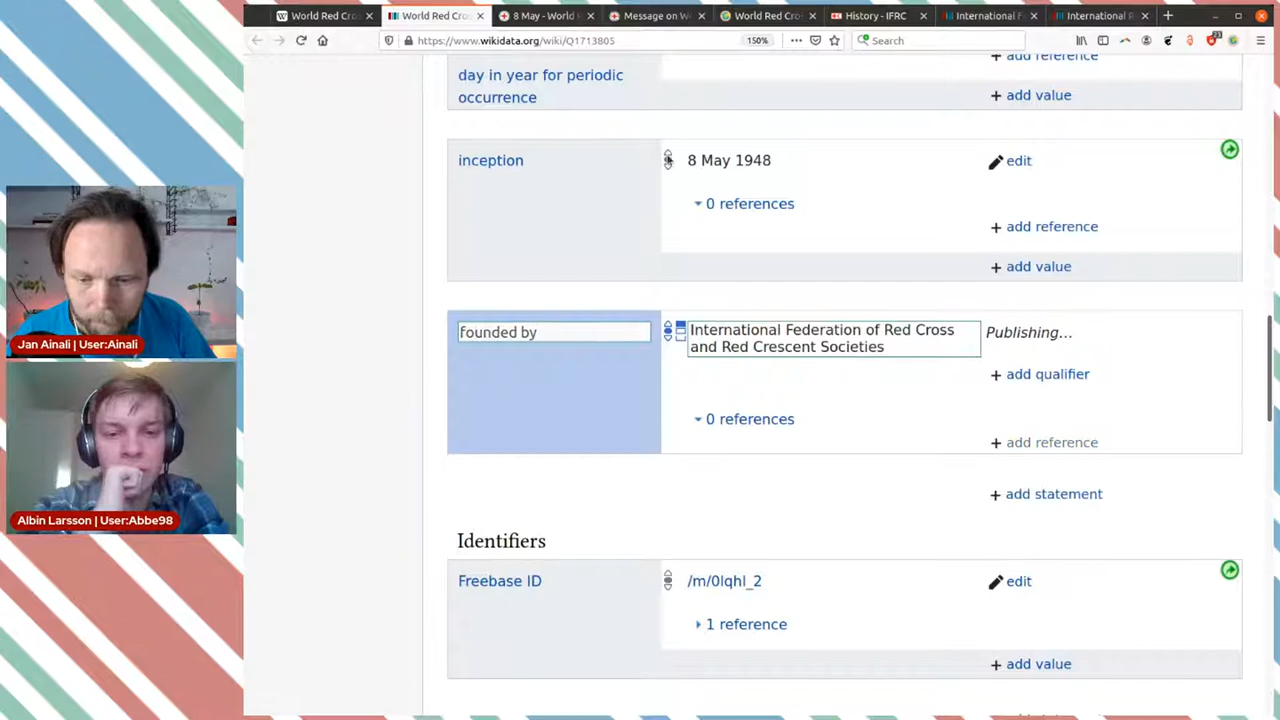 World Red Cro
World Red Cros
8 May - World
Message on W
World Red Cros
History - IFRC
International F
International R
https://www.wikidata.org/wiki/Q1713805
150%
Search
21
add reference
day in year for periodic
occurrence
add value
inception
8 May 1948
edit
0 references
add reference
add value
founded by
International Federation of Red Cross
and Red Crescent Societies
Publishing...
add qualifier
0 references
add reference
add statement
Identifiers
Freebase ID
/m/0lqhl_2
edit
1 reference
add value
Jan Ainali | User:Ainali
Albin Larsson | User:Abbe98